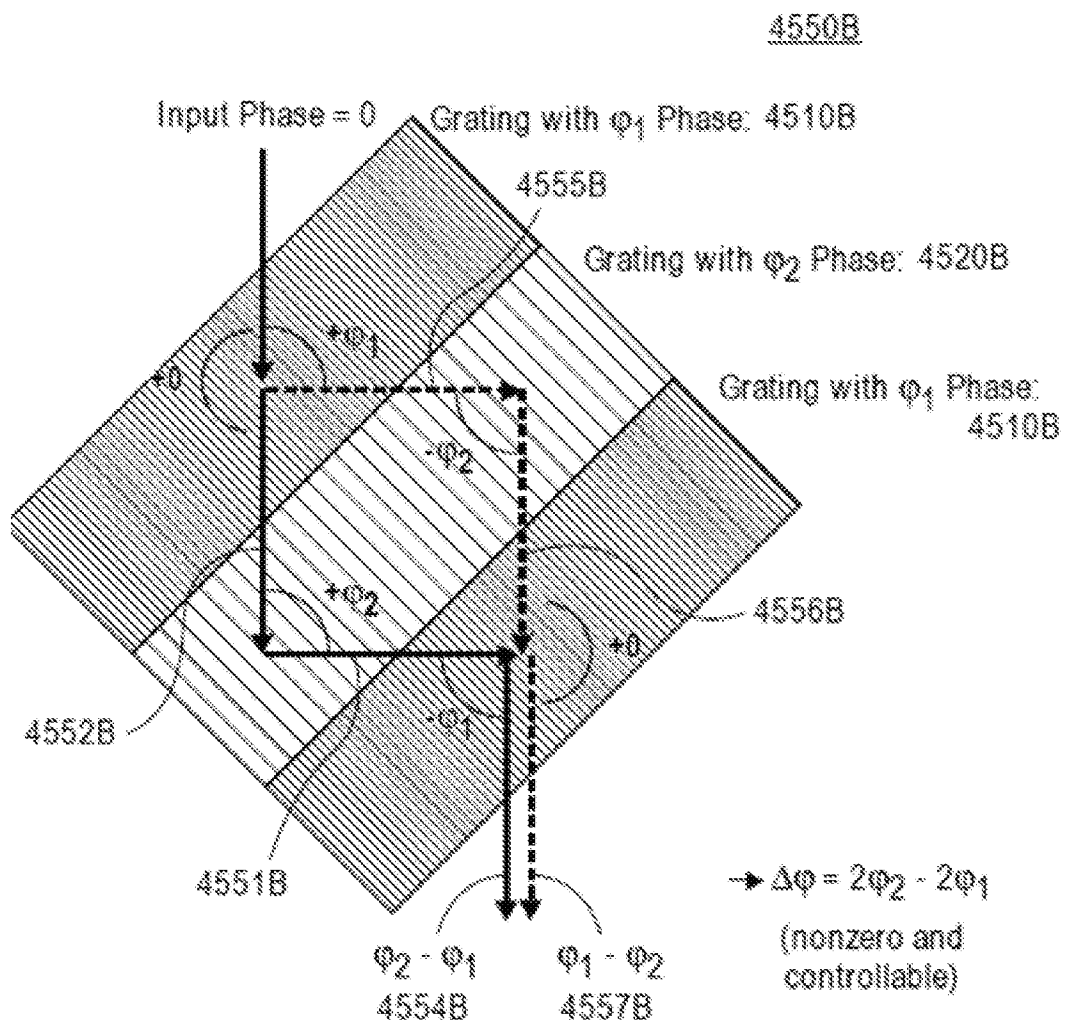 4550B
Input Phase = 0
Grating with φ1 Phase: 4510B
4555B
Grating with φ2 Phase: 4520B
+φ1
+0
Grating with φ1 Phase:
4510B
-φ2
+φ2
4556B
+0
4552B
-φ1
4551B
→ Δφ = 2φ2 - 2φ1
(nonzero and
controllable)
φ2 - φ1
4554B
φ1 - φ2
4557B